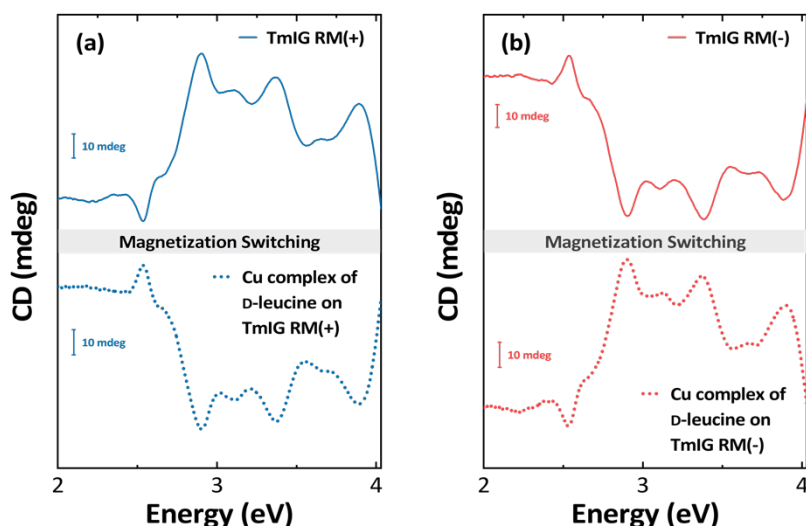 (a)
TmIG RM(+)
10 mdeg
Magnetization Switching
Cu complex of
D-leucine on
TmIG RM(+)
10 mdeg
CD (mdeg)
2
3
4
Energy (eV)
(b)
TmIG RM(-)
10 mdeg
Magnetization Switching
10 mdeg
Cu complex of
D-leucine on
TmIG RM(-)
CD (mdeg)
2
3
4
Energy (eV)